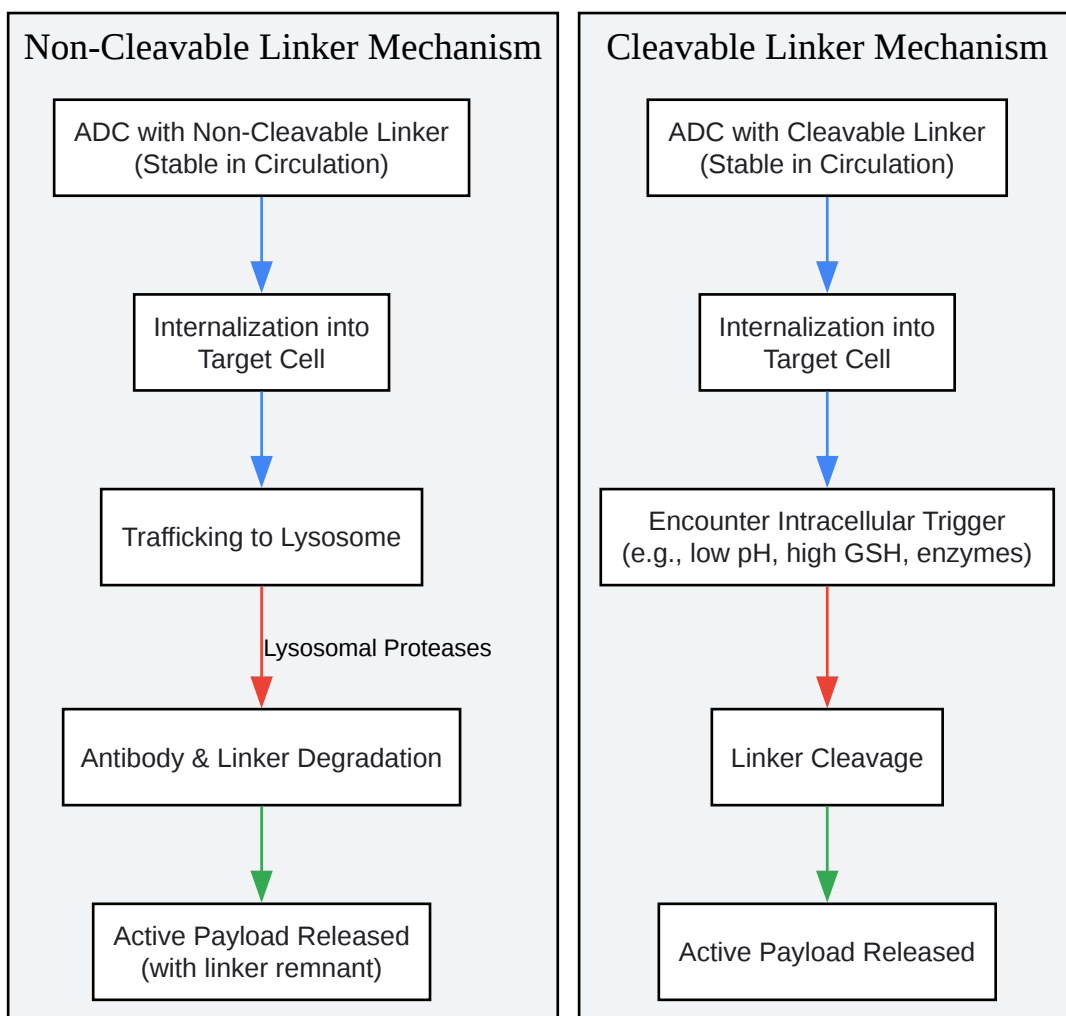 Non-Cleavable Linker Mechanism
ADC with Non-Cleavable Linker
(Stable in Circulation)
Internalization into
Target Cell
Trafficking to Lysosome
Lysosomal Proteases
Antibody & Linker Degradation
Active Payload Released
(with linker remnant)
Cleavable Linker Mechanism
ADC with Cleavable Linker
(Stable in Circulation)
Internalization into
Target Cell
Encounter Intracellular Trigger
(e.g., low pH, high GSH, enzymes)
Linker Cleavage
Active Payload Released